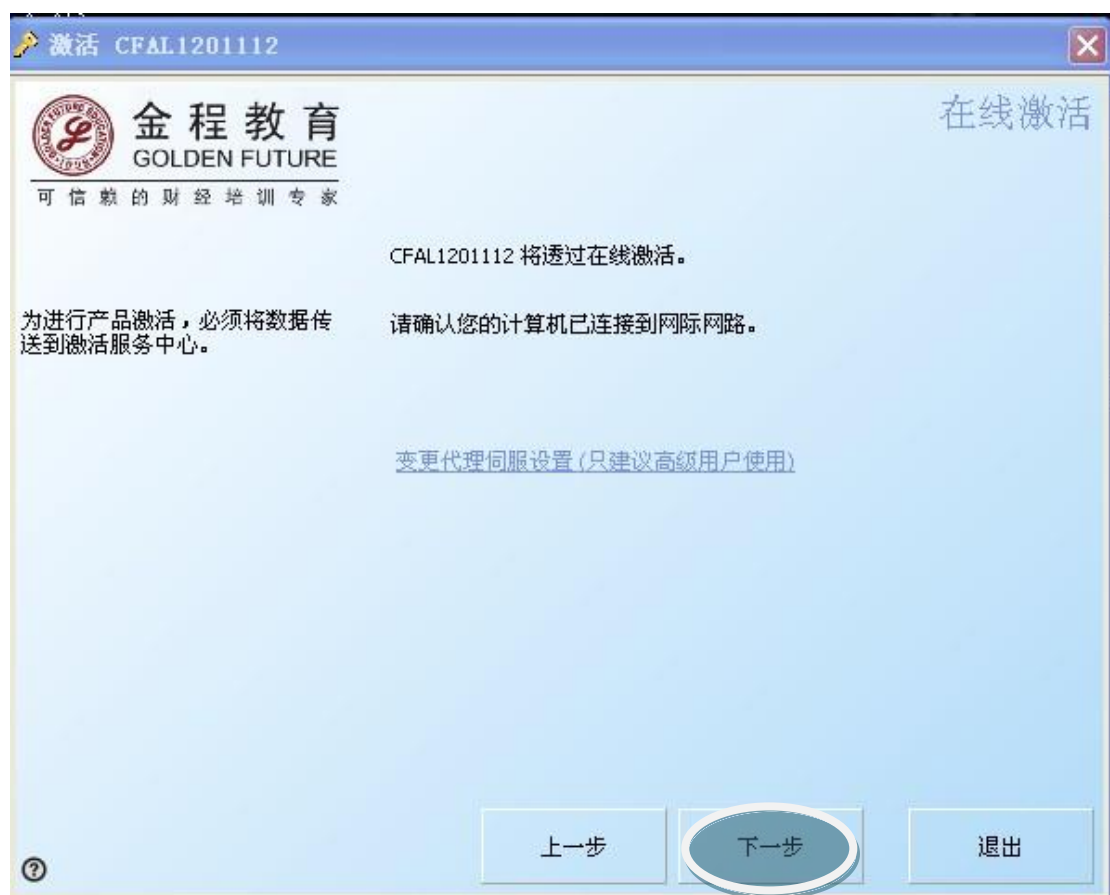 激活 CFAL1201112
在线激活
金程教育
GOLDEN FUTURE
可信赖的财经培训专家
CFAL1201112 将透过在线激活。
为进行产品激活，必须将数据传
送到激活服务中心。
请确认您的计算机已连接到网际网路。
变更代理伺服设置(只建议高级用户使用)
上一步
下一步
退出